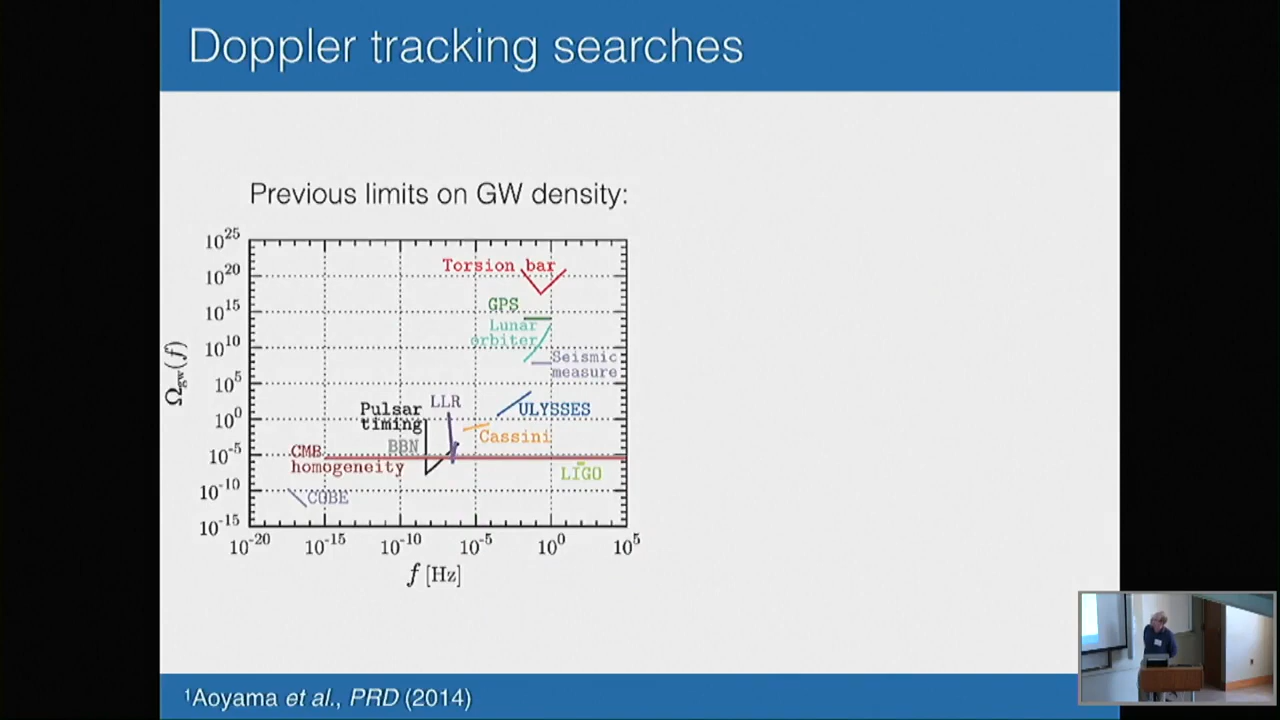 Doppler tracking searches
Previous limits on GW density:
10^25
10^20
10^15
10^10
10^5
10^0
10^-5
10^-10
10^-15
Ω_gw(f)
Torsion bar
GPS
Lunar
orbiter
Seismic
measure
LLR
Pulsar
timing
ULYSSES
BBN
Cassini
CMB
homogeneity
LIGO
COBE
10^-20 10^-15 10^-10 10^-5 10^0 10^5
f [Hz]
¹Aoyama et al., PRD (2014)